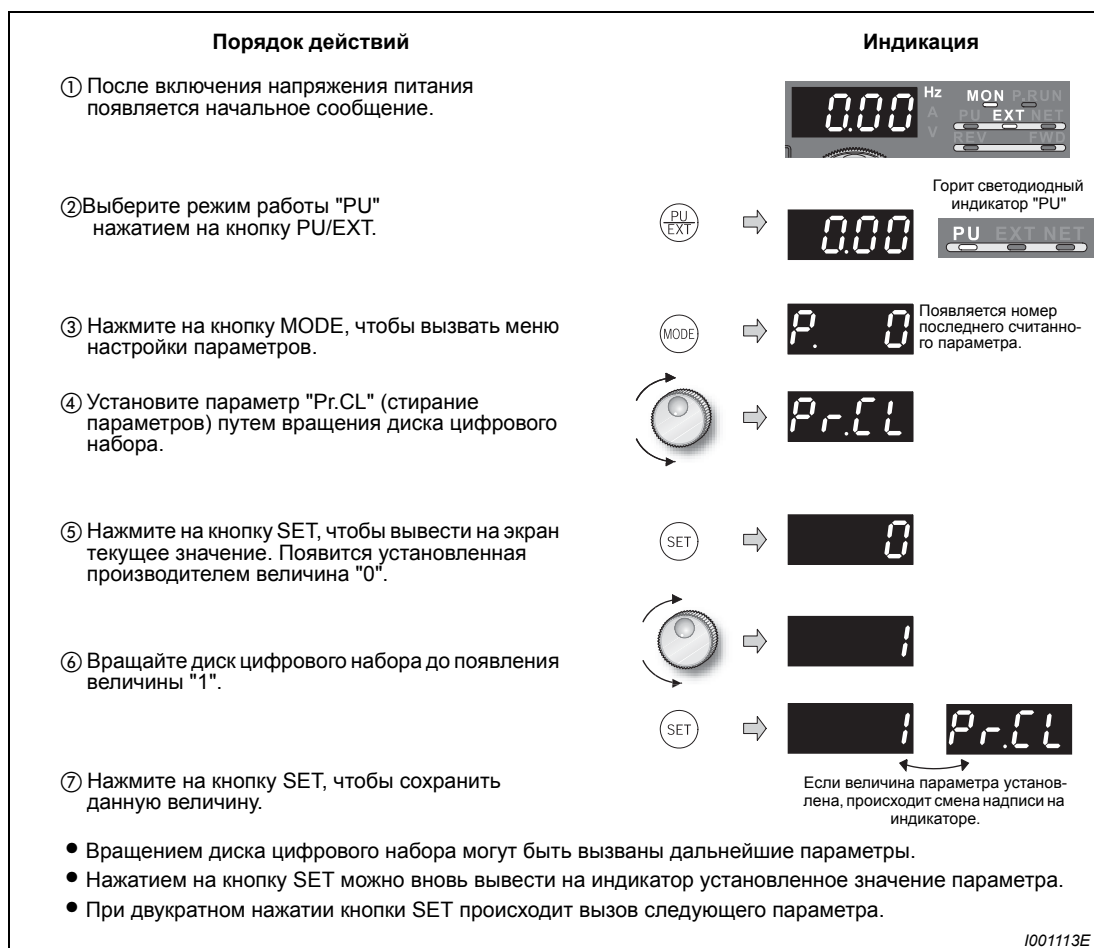 Порядок действий
Индикация
① После включения напряжения питания
появляется начальное сообщение.
0.00 Hz A V MON P.RUN
PU EXT NET
REV FWD
②Выберите режим работы "PU"
нажатием на кнопку PU/EXT.
PU
EXT
0.00
Горит светодиодный
индикатор "PU"
PU EXT NET
③ Нажмите на кнопку MODE, чтобы вызвать меню
настройки параметров.
MODE
P. 0
Появляется номер
последнего считанно-
го параметра.
④ Установите параметр "Pr.CL" (стирание
параметров) путем вращения диска цифрового
набора.
Pr.CL
⑤ Нажмите на кнопку SET, чтобы вывести на экран
текущее значение. Появится установленная
производителем величина "0".
SET
0
⑥ Вращайте диск цифрового набора до появления
величины "1".
1
SET
1 Pr.CL
⑦ Нажмите на кнопку SET, чтобы сохранить
данную величину.
Если величина параметра установ-
лена, происходит смена надписи на
индикаторе.
● Вращением диска цифрового набора могут быть вызваны дальнейшие параметры.
● Нажатием на кнопку SET можно вновь вывести на индикатор установленное значение параметра.
● При двукратном нажатии кнопки SET происходит вызов следующего параметра.
I001113E